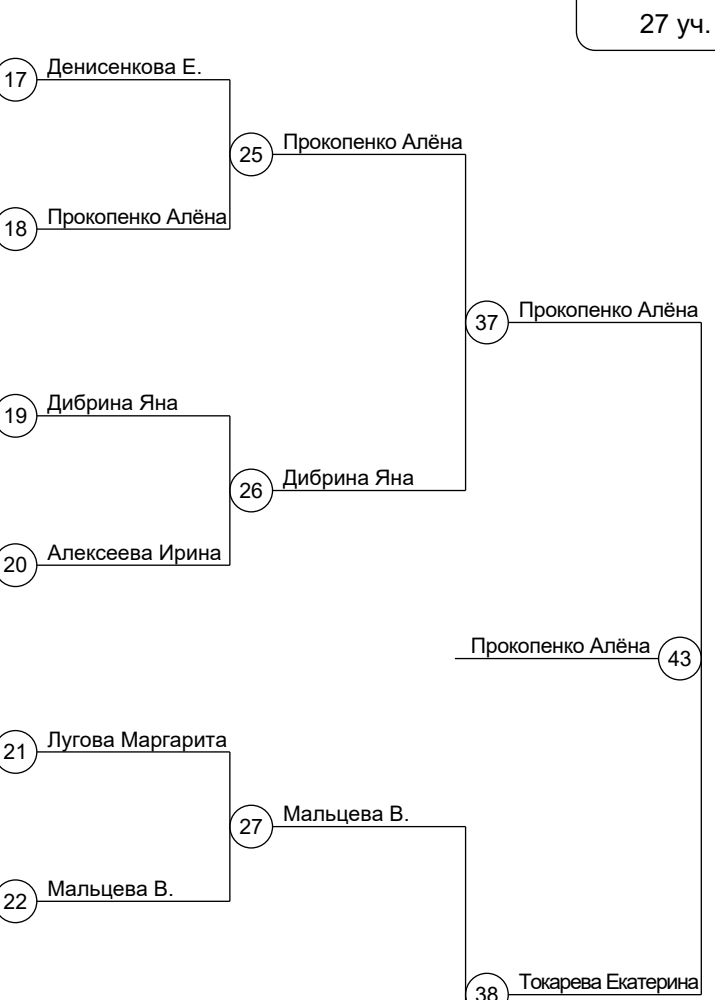 27 уч.
17 Денисенкова Е.
25 Прокопенко Алёна
18 Прокопенко Алёна
37 Прокопенко Алёна
19 Дибрина Яна
26 Дибрина Яна
20 Алексеева Ирина
Прокопенко Алёна 43
21 Лугова Маргарита
27 Мальцева В.
22 Мальцева В.
38 Токарева Екатерина